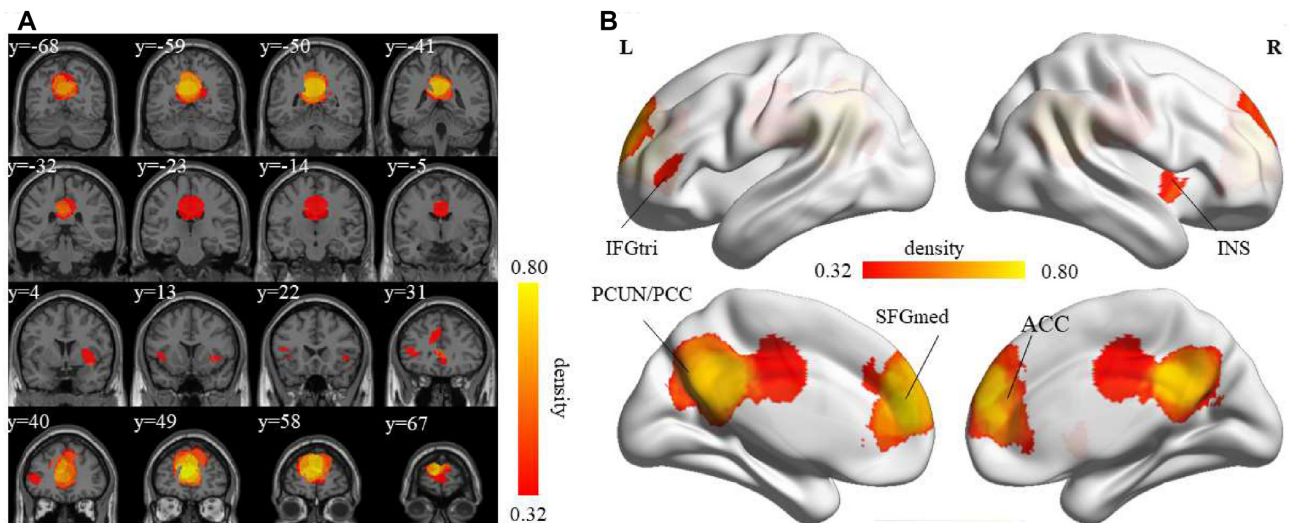 A
y=-68 y=-59 y=-50 y=-41
y=-32 y=-23 y=-14 y=-5
y=4 y=13 y=22 y=31
y=40 y=49 y=58 y=67
0.80
density
0.32
B
L R
IFGtri INS
density
0.32 0.80
PCUN/PCC SFGmed ACC